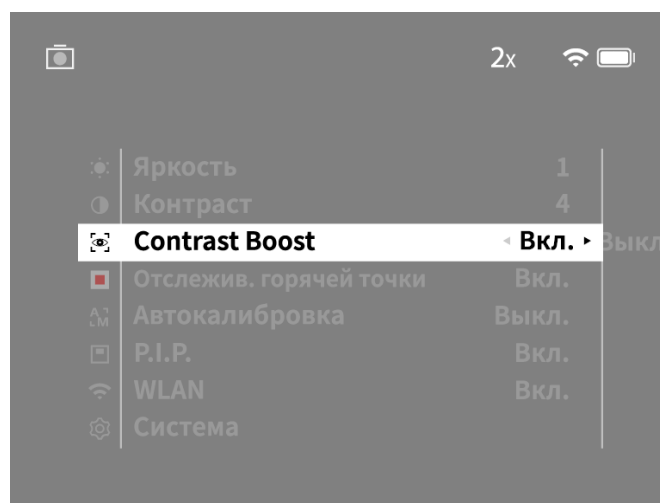 2x
Яркость 1
Контраст 4
Contrast Boost Вкл. Выкл
Отслежив. горячей точки Вкл.
Автокалибровка Выкл.
P.I.P. Вкл.
WLAN Вкл.
Система